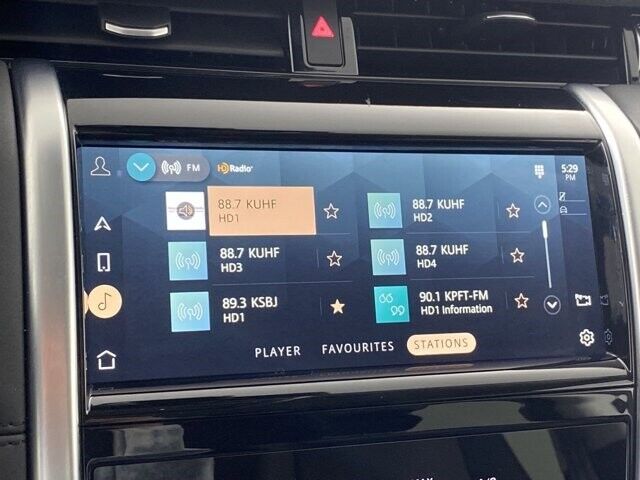 FM HD Radio 5:29
PM
88.7 KUHF
HD1
88.7 KUHF
HD2
88.7 KUHF
HD3
88.7 KUHF
HD4
89.3 KSBJ
HD1
90.1 KPFT-FM
HD1 Information
PLAYER FAVOURITES STATIONS